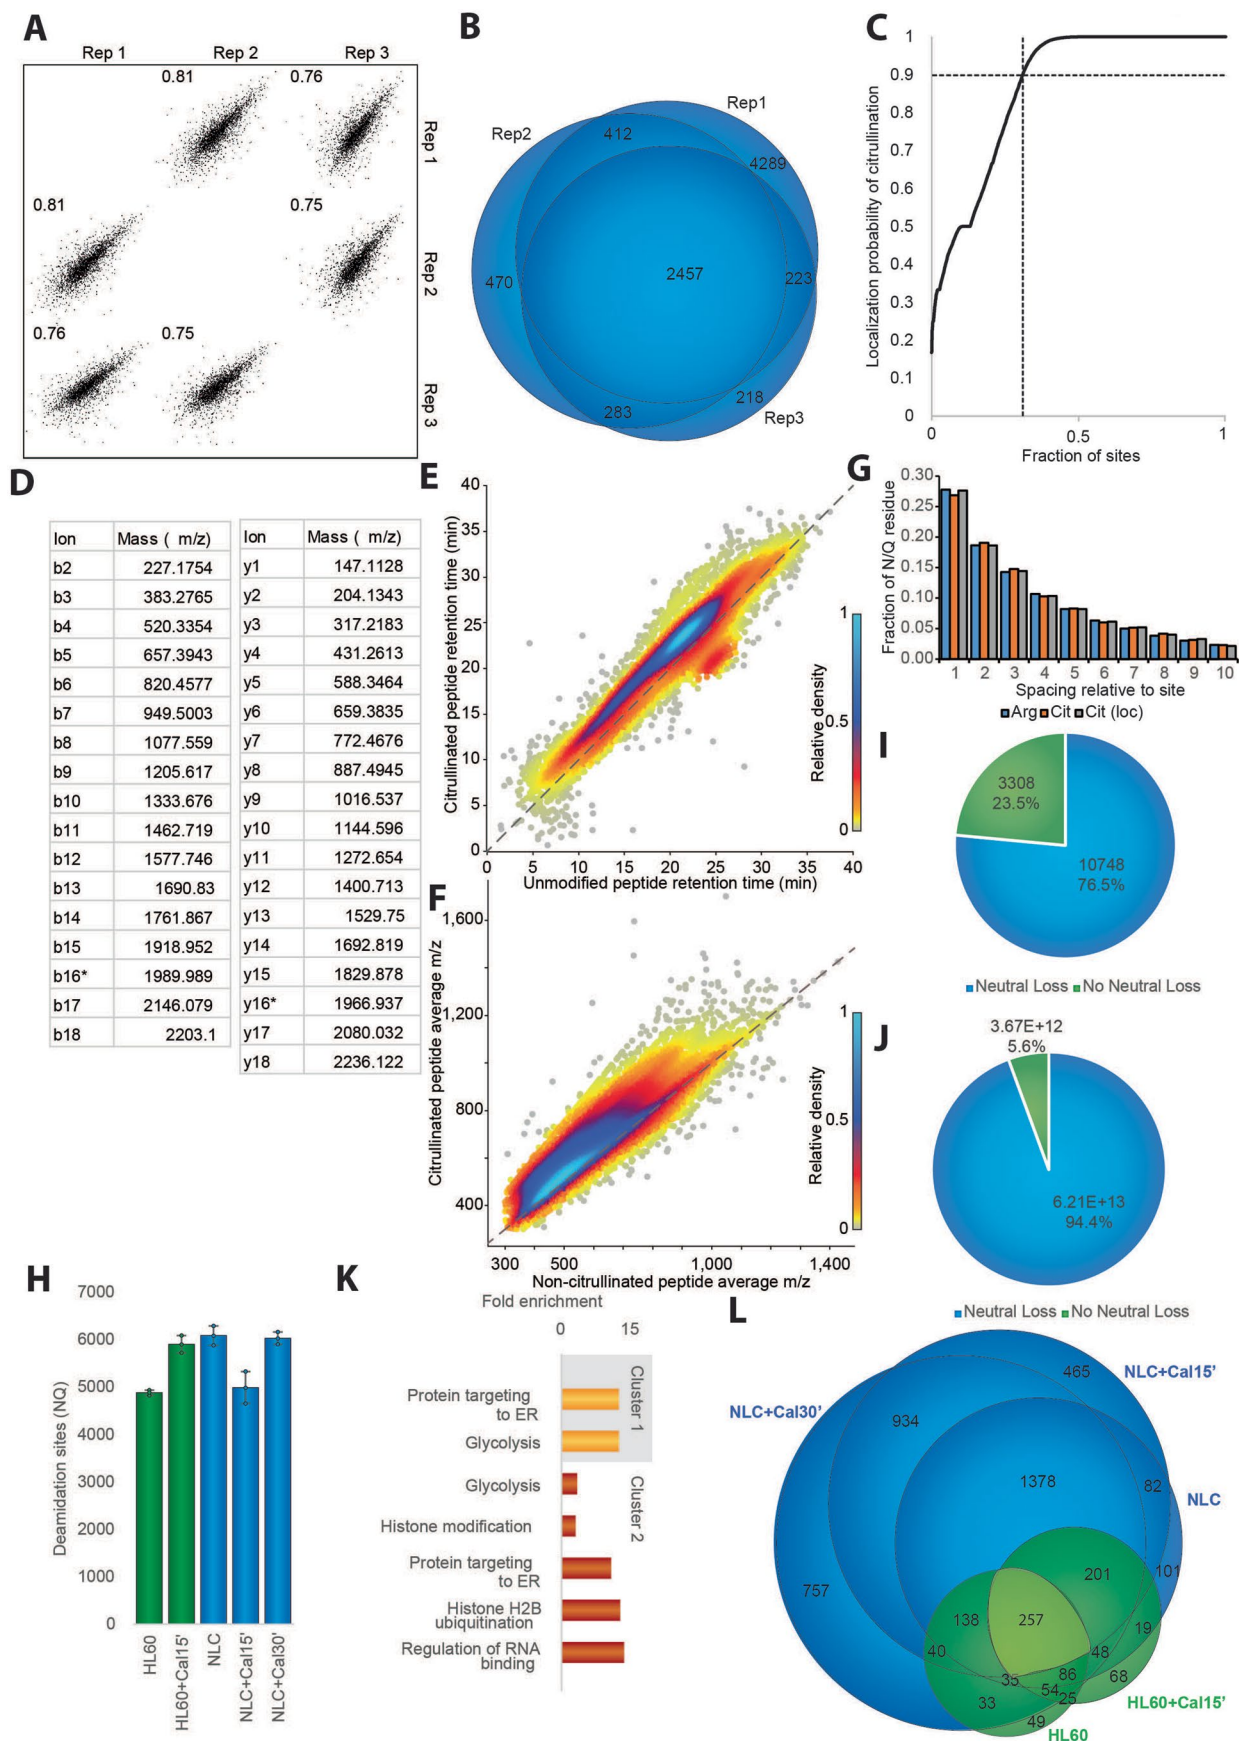 A
Rep 1
Rep 2
Rep 3
0.81
0.76
Rep 1
0.81
0.75
Rep 2
0.76
0.75
Rep 3
B
Rep1
Rep2
412
4289
470
2457
223
218
283
Rep3
C
Localization probability of citrullination
1
0.9
0.8
0.7
0.6
0.5
0.4
0.3
0.2
0.1
0
0
0.5
1
Fraction of sites
D
Ion Mass ( m/z)
b2 227.1754
b3 383.2765
b4 520.3354
b5 657.3943
b6 820.4577
b7 949.5003
b8 1077.559
b9 1205.617
b10 1333.676
b11 1462.719
b12 1577.746
b13 1690.83
b14 1761.867
b15 1918.952
b16* 1989.989
b17 2146.079
b18 2203.1
Ion Mass ( m/z)
y1 147.1128
y2 204.1343
y3 317.2183
y4 431.2613
y5 588.3464
y6 659.3835
y7 772.4676
y8 887.4945
y9 1016.537
y10 1144.596
y11 1272.654
y12 1400.713
y13 1529.75
y14 1692.819
y15 1829.878
y16* 1966.937
y17 2080.032
y18 2236.122
E
Citrullinated peptide retention time (min)
40
35
30
25
20
15
10
5
0
0 5 10 15 20 25 30 35 40
Unmodified peptide retention time (min)
Relative density
1
0.5
0
F
Citrullinated peptide average m/z
1,600
1,200
800
400
300 500 1,000 1,400
Non-citrullinated peptide average m/z
Relative density
1
0.5
0
G
Fraction of N/Q residue
0.30
0.20
0.15
0.10
0.05
0.00
1 2 3 4 5 6 7 8 9 10
Spacing relative to site
Arg Cit Cit (loc)
H
Deamidation sites (NQ)
7000
6000
5000
4000
3000
2000
1000
0
HL60
HL60+Cal15'
NLC
NLC+Cal15'
NLC+Cal30'
I
3308
23.5%
10748
76.5%
Neutral Loss No Neutral Loss
J
3.67E+12
5.6%
6.21E+13
94.4%
Neutral Loss No Neutral Loss
K
Fold enrichment
0 15
Cluster 1
Protein targeting
to ER
Glycolysis
Cluster 2
Glycolysis
Histone modification
Protein targeting
to ER
Histone H2B
ubiquitination
Regulation of RNA
binding
L
465
NLC+Cal15'
NLC+Cal30'
934
1378
82
NLC
757
201
101
138
257
19
40
48
35
86
68
54
25
33
49
HL60+Cal15'
HL60